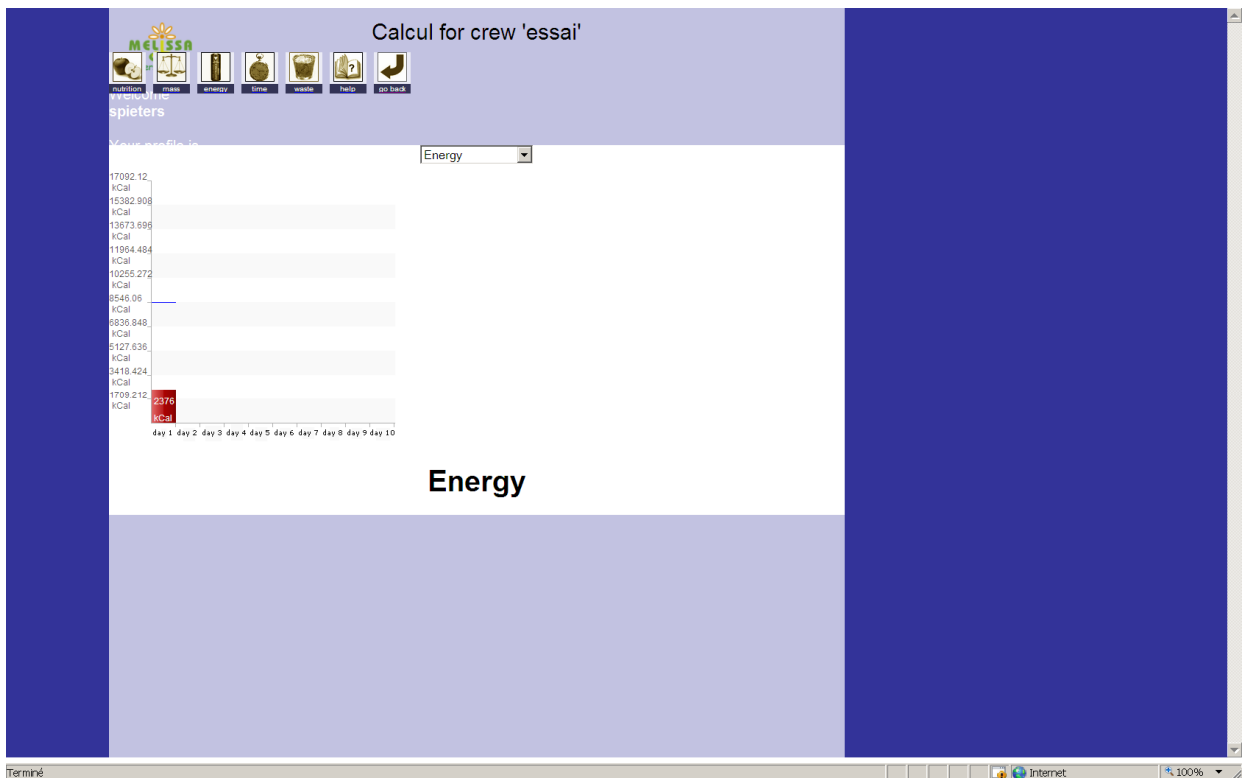 Calcul for crew 'essai'
MELISSA
nutrition mass energy time waste help go back
Welcome
spieters
Your profile is
Energy
17092.12
kCal
15382.908
kCal
13673.696
kCal
11964.484
kCal
10255.272
kCal
8546.06
kCal
6836.848
kCal
5127.636
kCal
3418.424
kCal
1709.212
kCal
2376
kCal
day 1 day 2 day 3 day 4 day 5 day 6 day 7 day 8 day 9 day 10
Energy
Terminé
Internet
100%